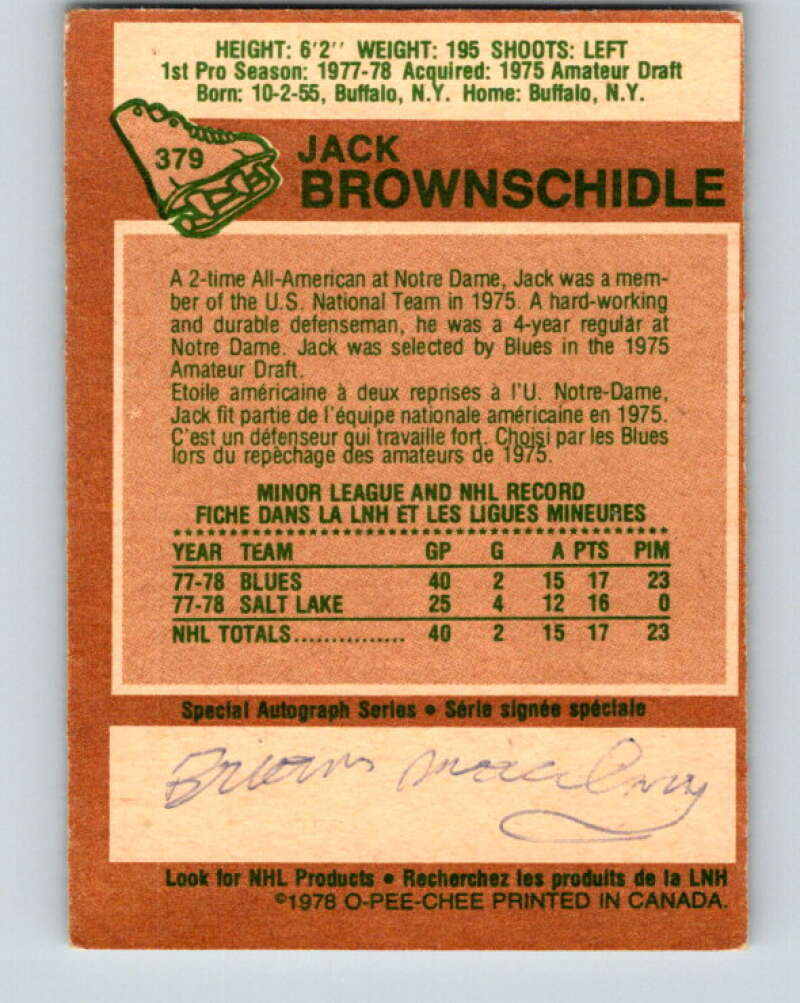 HEIGHT: 6'2'' WEIGHT: 195 SHOOTS: LEFT
1st Pro Season: 1977-78 Acquired: 1975 Amateur Draft
Born: 10-2-55, Buffalo, N.Y. Home: Buffalo, N.Y.
379
JACK
BROWNSCHIDLE
A 2-time All-American at Notre Dame, Jack was a mem-
ber of the U.S. National Team in 1975. A hard-working
and durable defenseman, he was a 4-year regular at
Notre Dame. Jack was selected by Blues in the 1975
Amateur Draft.
Etoile américaine à deux reprises à l'U. Notre-Dame,
Jack fit partie de l'équipe nationale américaine en 1975.
C'est un défenseur qui travaille fort. Choisi par les Blues
lors du repêchage des amateurs de 1975.
MINOR LEAGUE AND NHL RECORD
FICHE DANS LA LNH ET LES LIGUES MINEURES
YEAR TEAM GP G A PTS PIM
77-78 BLUES 40 2 15 17 23
77-78 SALT LAKE 25 4 12 16 0
NHL TOTALS............... 40 2 15 17 23
Special Autograph Series • Série signée spéciale
Look for NHL Products • Recherchez les produits de la LNH
©1978 O-PEE-CHEE PRINTED IN CANADA.